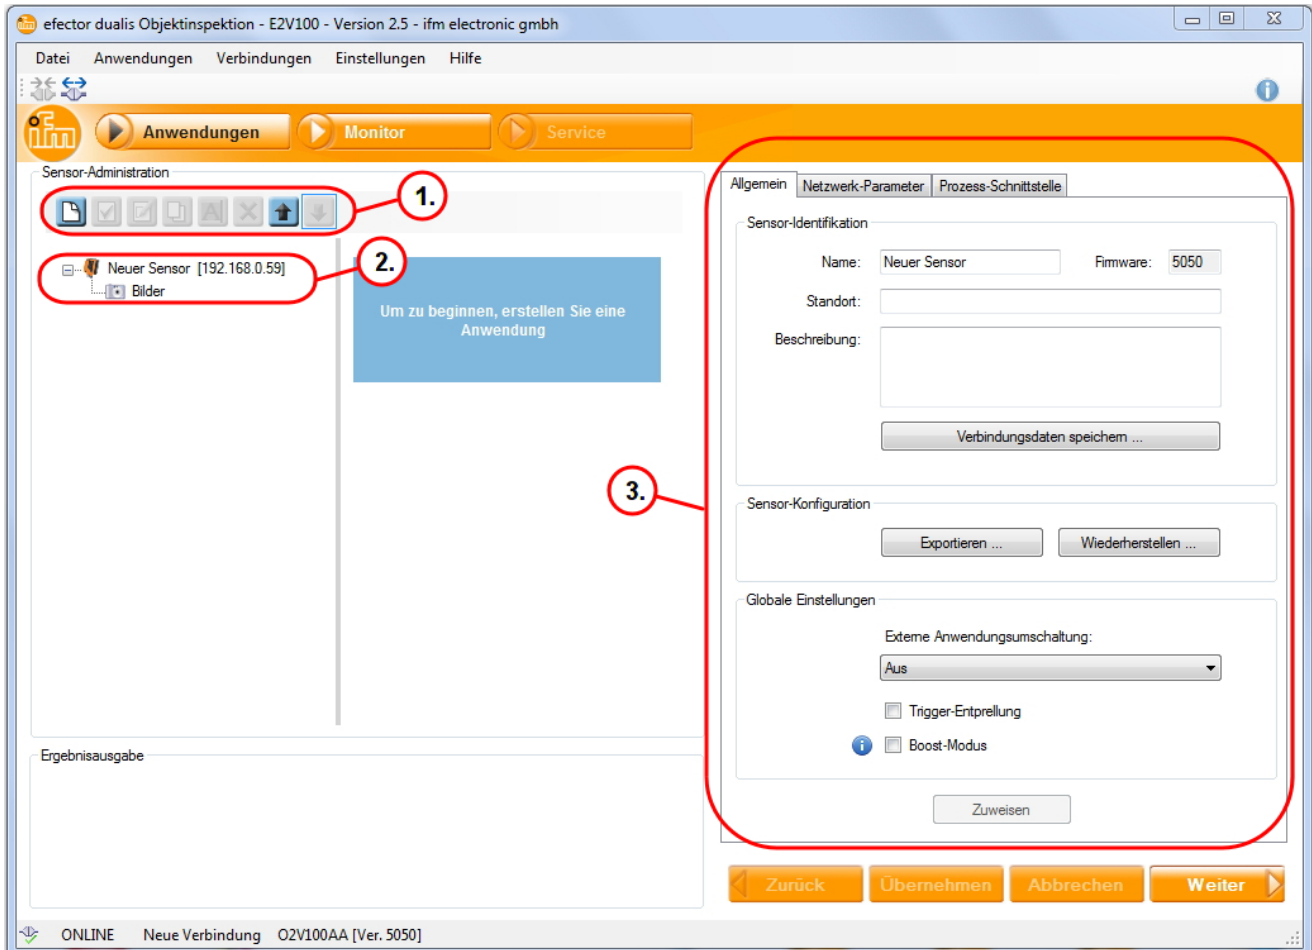 efector dualis Objektinspektion - E2V100 - Version 2.5 - ifm electronic gmbh
Datei Anwendungen Verbindungen Einstellungen Hilfe
ifm Anwendungen Monitor Service
Sensor-Administration
1.
Neuer Sensor [192.168.0.59]
Bilder
2.
Um zu beginnen, erstellen Sie eine
Anwendung
3.
Allgemein Netzwerk-Parameter Prozess-Schnittstelle
Sensor-Identifikation
Name: Neuer Sensor Firmware: 5050
Standort:
Beschreibung:
Verbindungsdaten speichern ...
Sensor-Konfiguration
Exportieren ... Wiederherstellen ...
Globale Einstellungen
Externe Anwendungsumschaltung:
Aus
Trigger-Entprellung
Boost-Modus
Zuweisen
Ergebnisausgabe
Zurück Übernehmen Abbrechen Weiter
ONLINE Neue Verbindung O2V100AA [Ver. 5050]